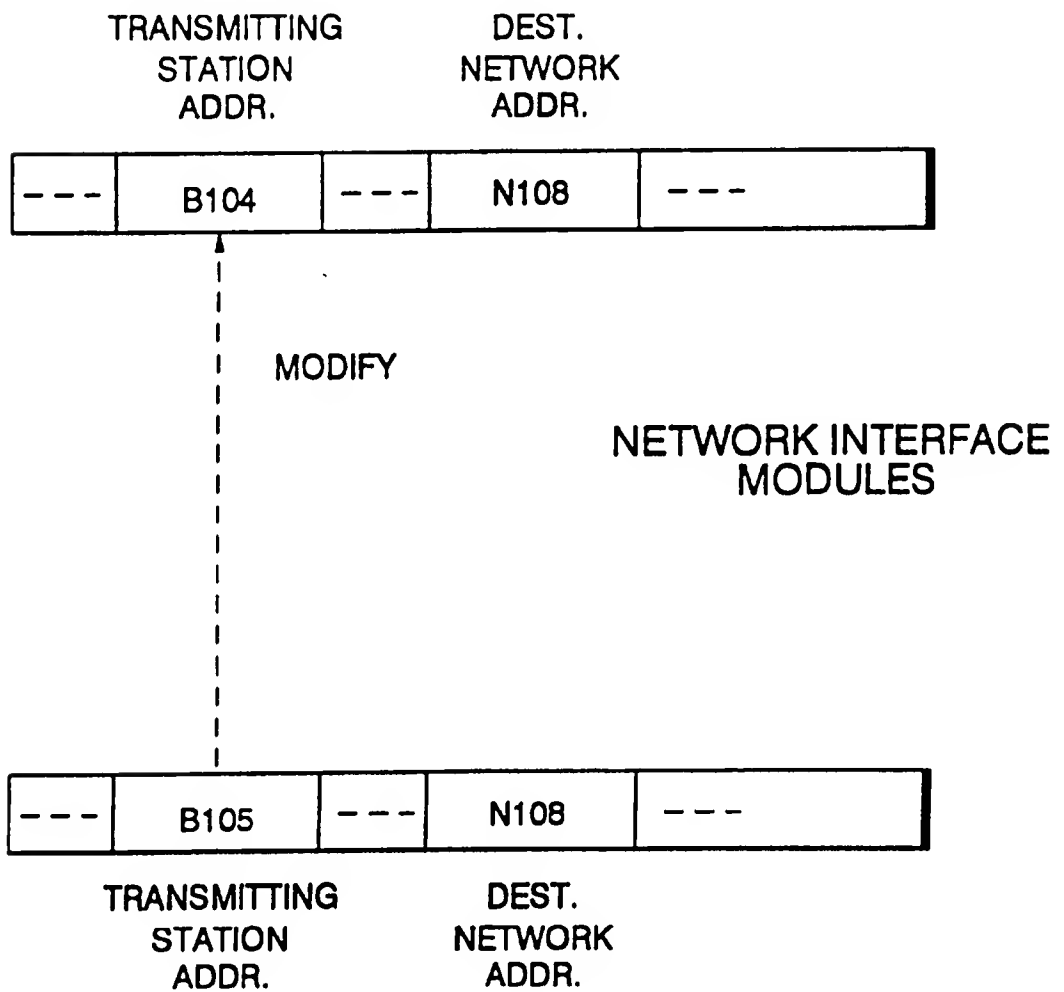 TRANSMITTING DEST.
STATION NETWORK
ADDR. ADDR.
--- B104 --- N108 ---
MODIFY
NETWORK INTERFACE
MODULES
--- B105 --- N108 ---
TRANSMITTING DEST.
STATION NETWORK
ADDR. ADDR.